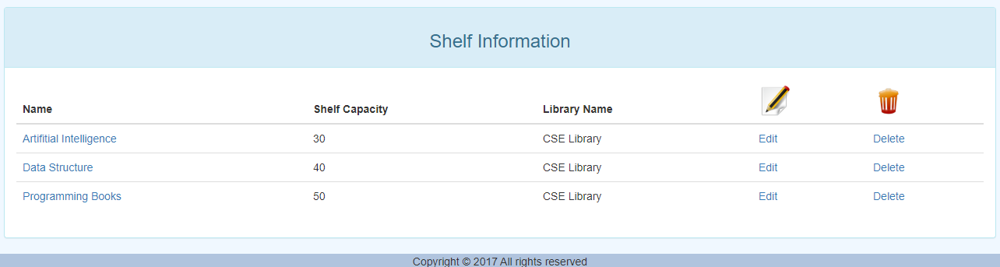 Shelf Information
Name Shelf Capacity Library Name
Artifitial Intelligence 30 CSE Library Edit Delete
Data Structure 40 CSE Library Edit Delete
Programming Books 50 CSE Library Edit Delete
Copyright © 2017 All rights reserved